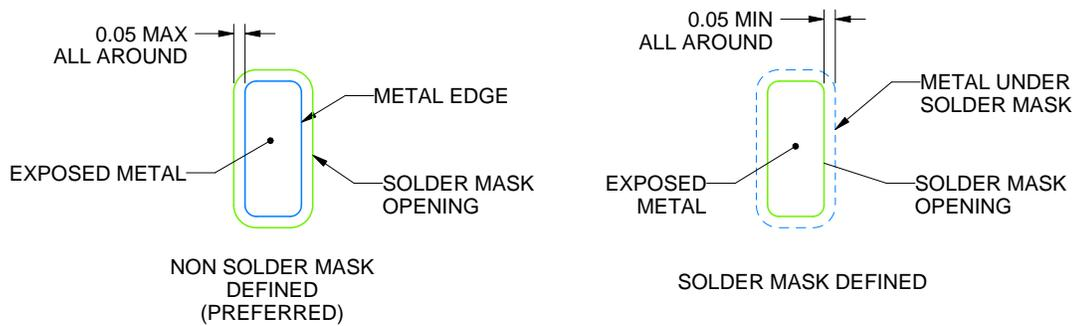 0.05 MAX
ALL AROUND
METAL EDGE
EXPOSED METAL
SOLDER MASK
OPENING
NON SOLDER MASK
DEFINED
(PREFERRED)
0.05 MIN
ALL AROUND
METAL UNDER
SOLDER MASK
EXPOSED
METAL
SOLDER MASK
OPENING
SOLDER MASK DEFINED